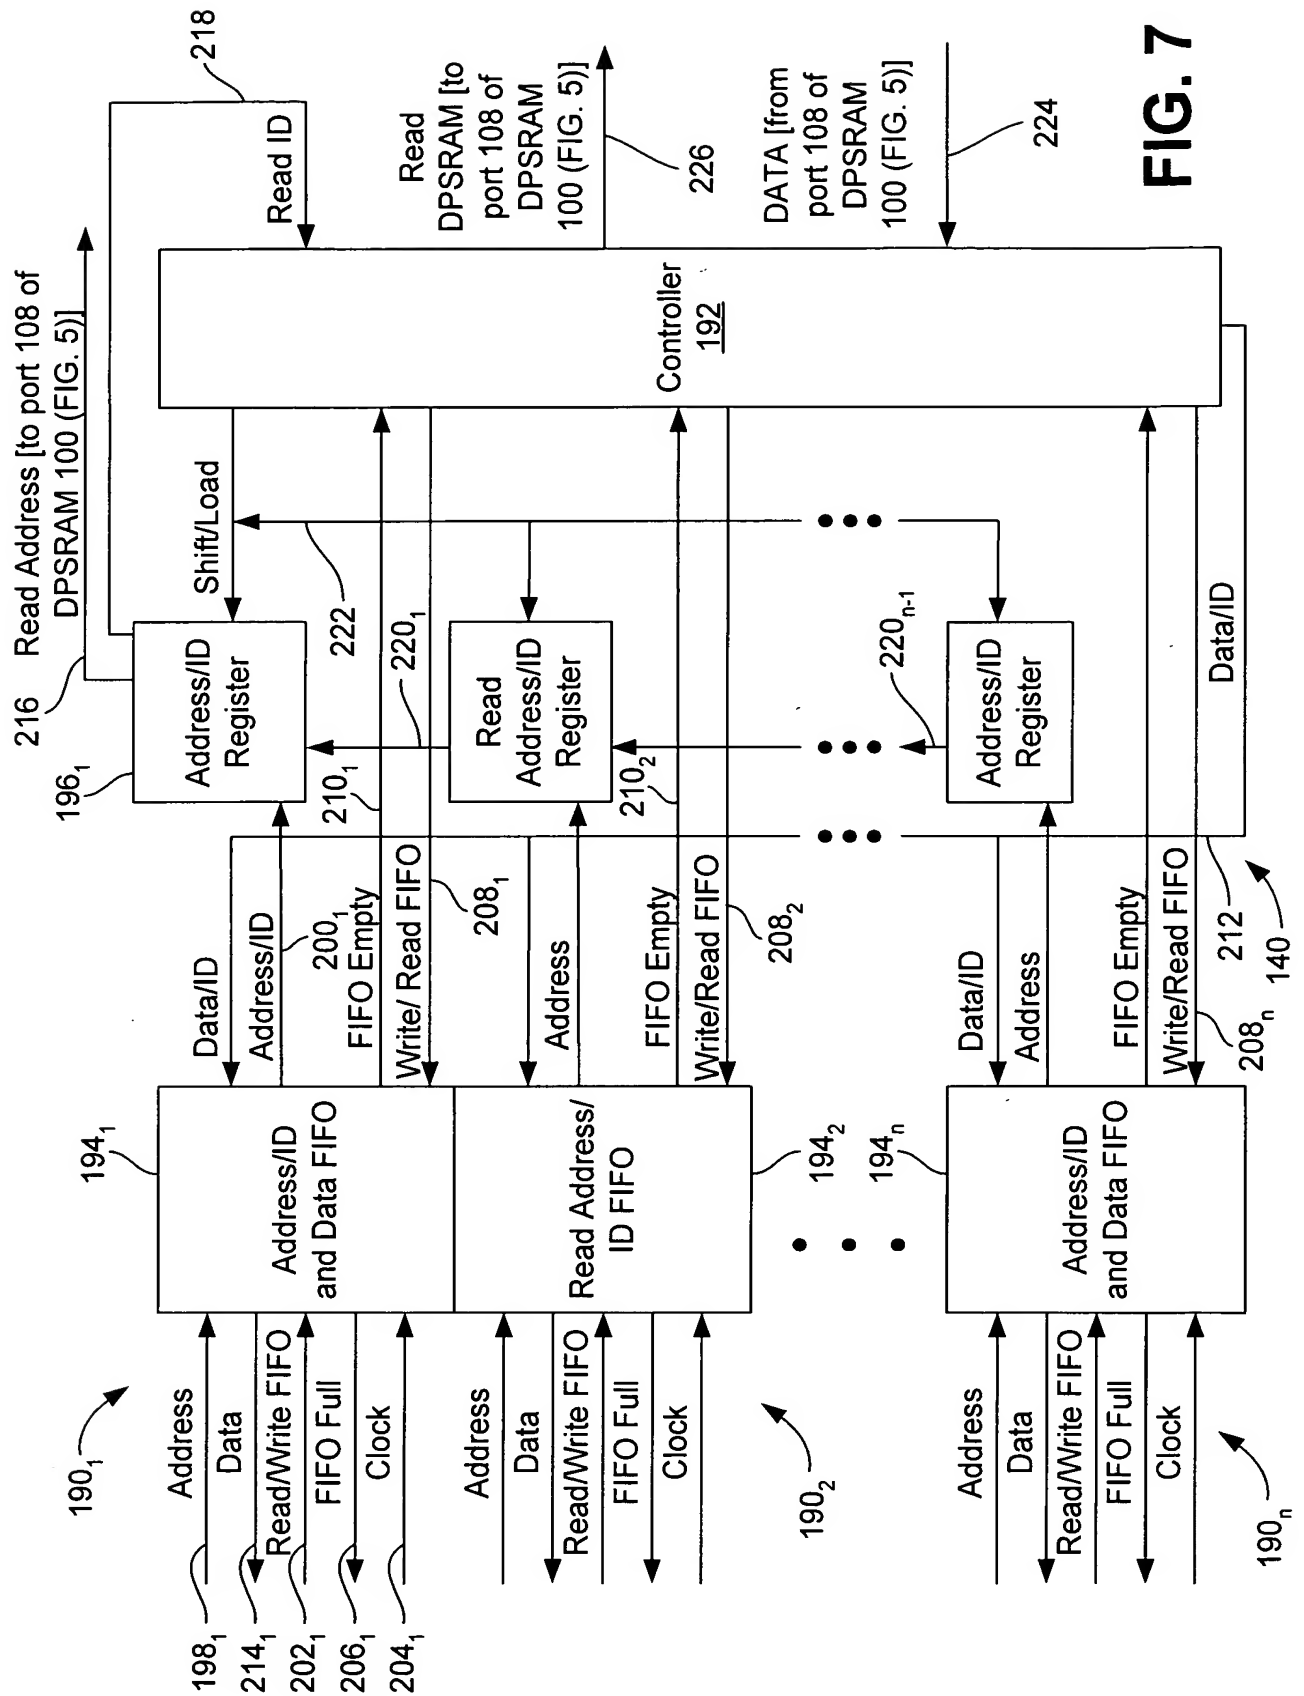 190₁
198₁
Address
214₁
Data
202₁
Read/Write FIFO
206₁
FIFO Full
204₁
Clock
Address
Data
Read/Write FIFO
FIFO Full
Clock
190₂
Address
Data
Read/Write FIFO
FIFO Full
Clock
190ₙ
194₁
Address/ID
and Data FIFO
Read Address/
ID FIFO
194₂
194ₙ
Address/ID
and Data FIFO
Data/ID
Address/ID
200₁
FIFO Empty
Write/ Read FIFO
208₁
Address
FIFO Empty
Write/Read FIFO
208₂
Data/ID
Address
FIFO Empty
Write/Read FIFO
208ₙ
212
140
196₁
Address/ID
Register
210₁
220₁
Read
Address/ID
Register
210₂
220ₙ₋₁
Address/ID
Register
Data/ID
216
Read Address [to port 108 of
DPSRAM 100 (FIG. 5)]
Shift/Load
222
Controller
192
218
Read ID
Read
DPSRAM [to
port 108 of
DPSRAM
100 (FIG. 5)]
226
DATA [from
port 108 of
DPSRAM
100 (FIG. 5)]
224
FIG. 7